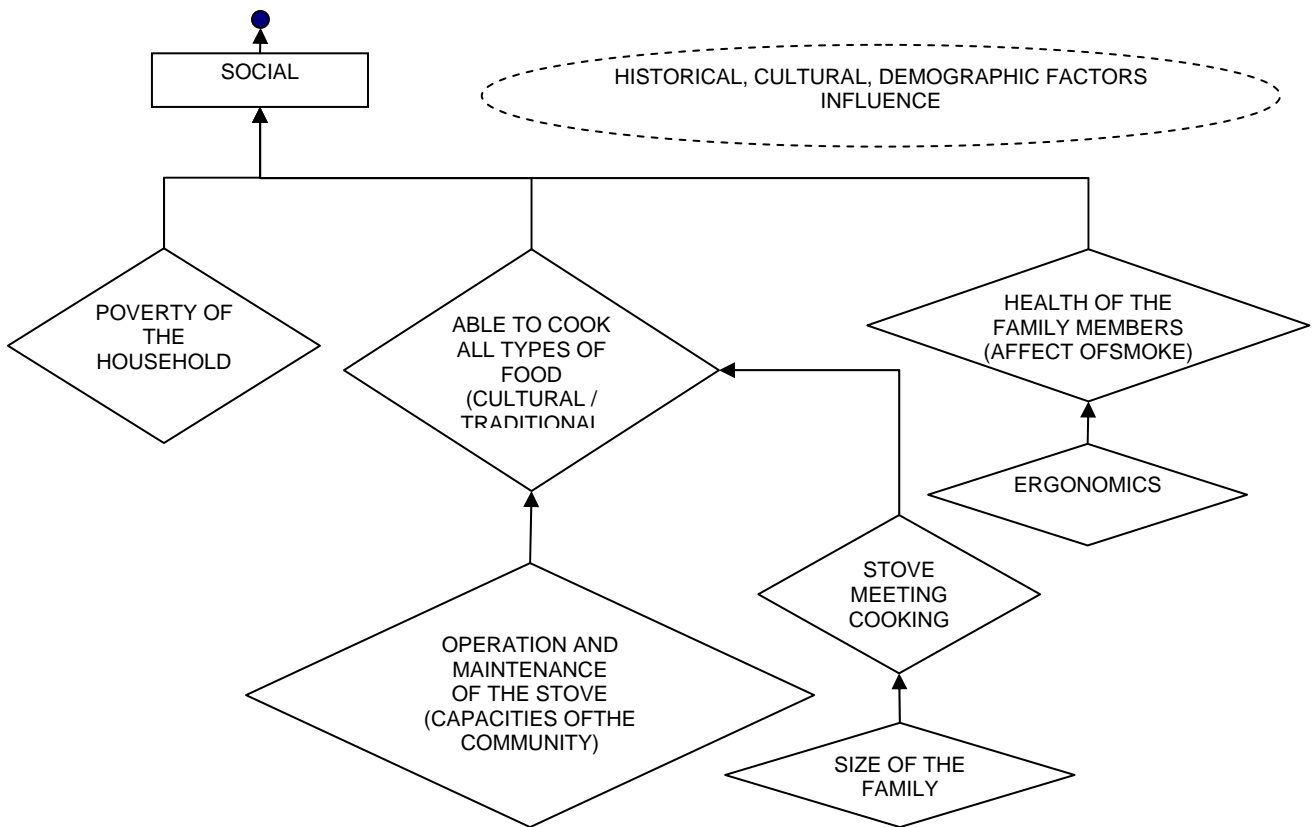 SOCIAL
HISTORICAL, CULTURAL, DEMOGRAPHIC FACTORS
INFLUENCE
POVERTY OF
THE
HOUSEHOLD
ABLE TO COOK
ALL TYPES OF
FOOD
(CULTURAL /
TRADITIONAL
HEALTH OF THE
FAMILY MEMBERS
(AFFECT OFSMOKE)
ERGONOMICS
STOVE
MEETING
COOKING
OPERATION AND
MAINTENANCE
OF THE STOVE
(CAPACITIES OFTHE
COMMUNITY)
SIZE OF THE
FAMILY